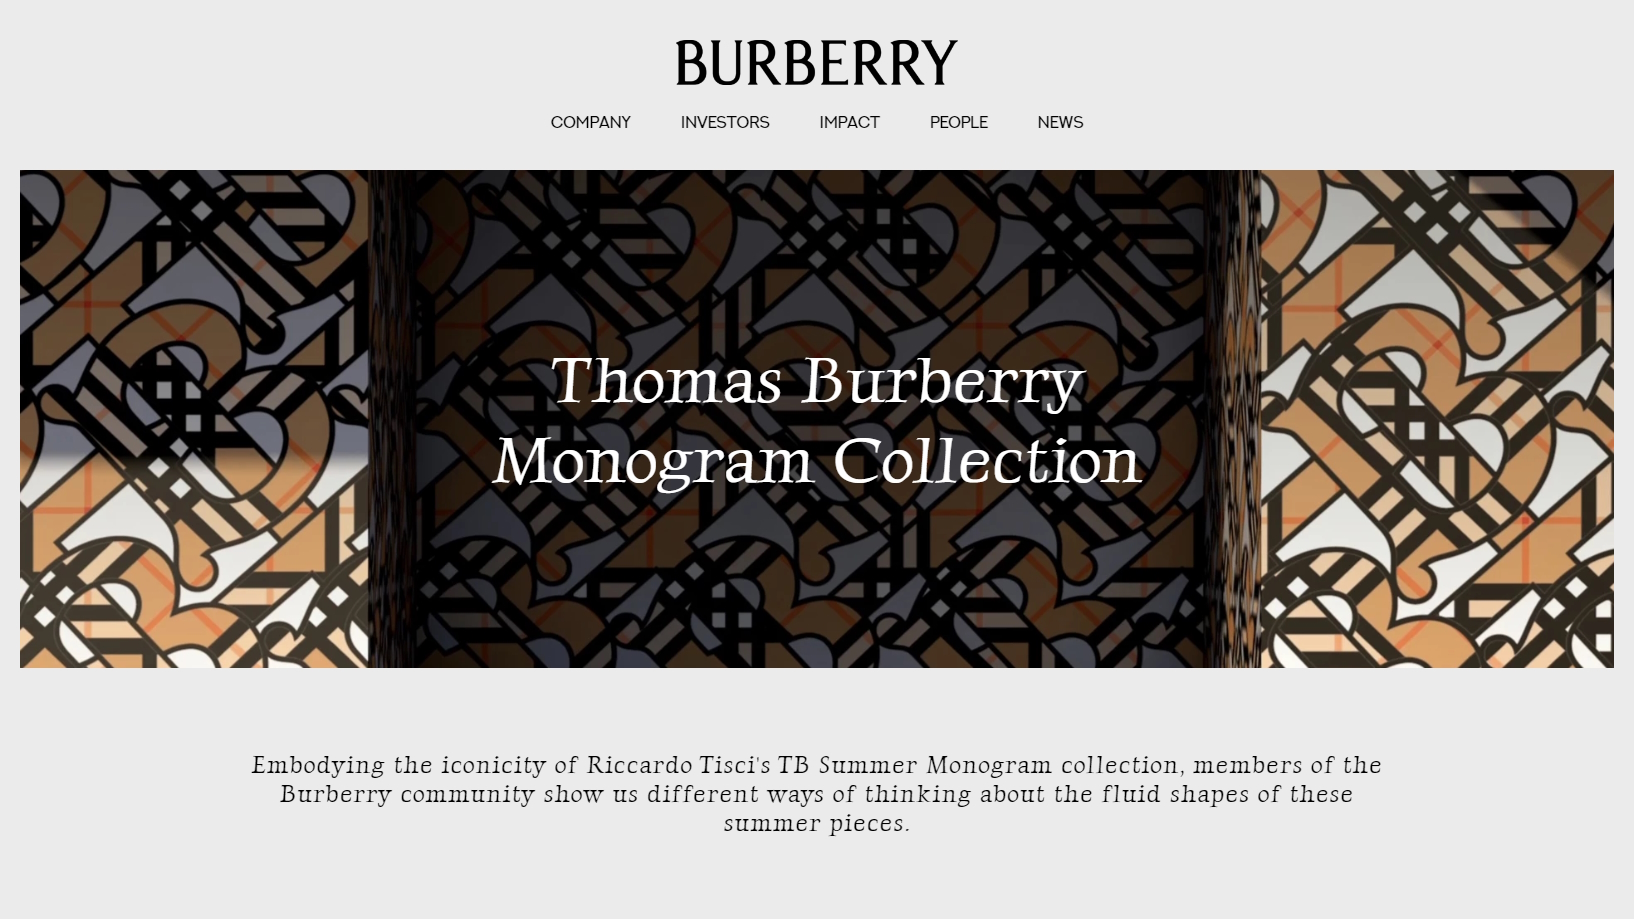 BURBERRY
COMPANY INVESTORS IMPACT PEOPLE NEWS
Thomas Burberry
Monogram Collection
Embodying the iconicity of Riccardo Tisci's TB Summer Monogram collection, members of the
Burberry community show us different ways of thinking about the fluid shapes of these
summer pieces.